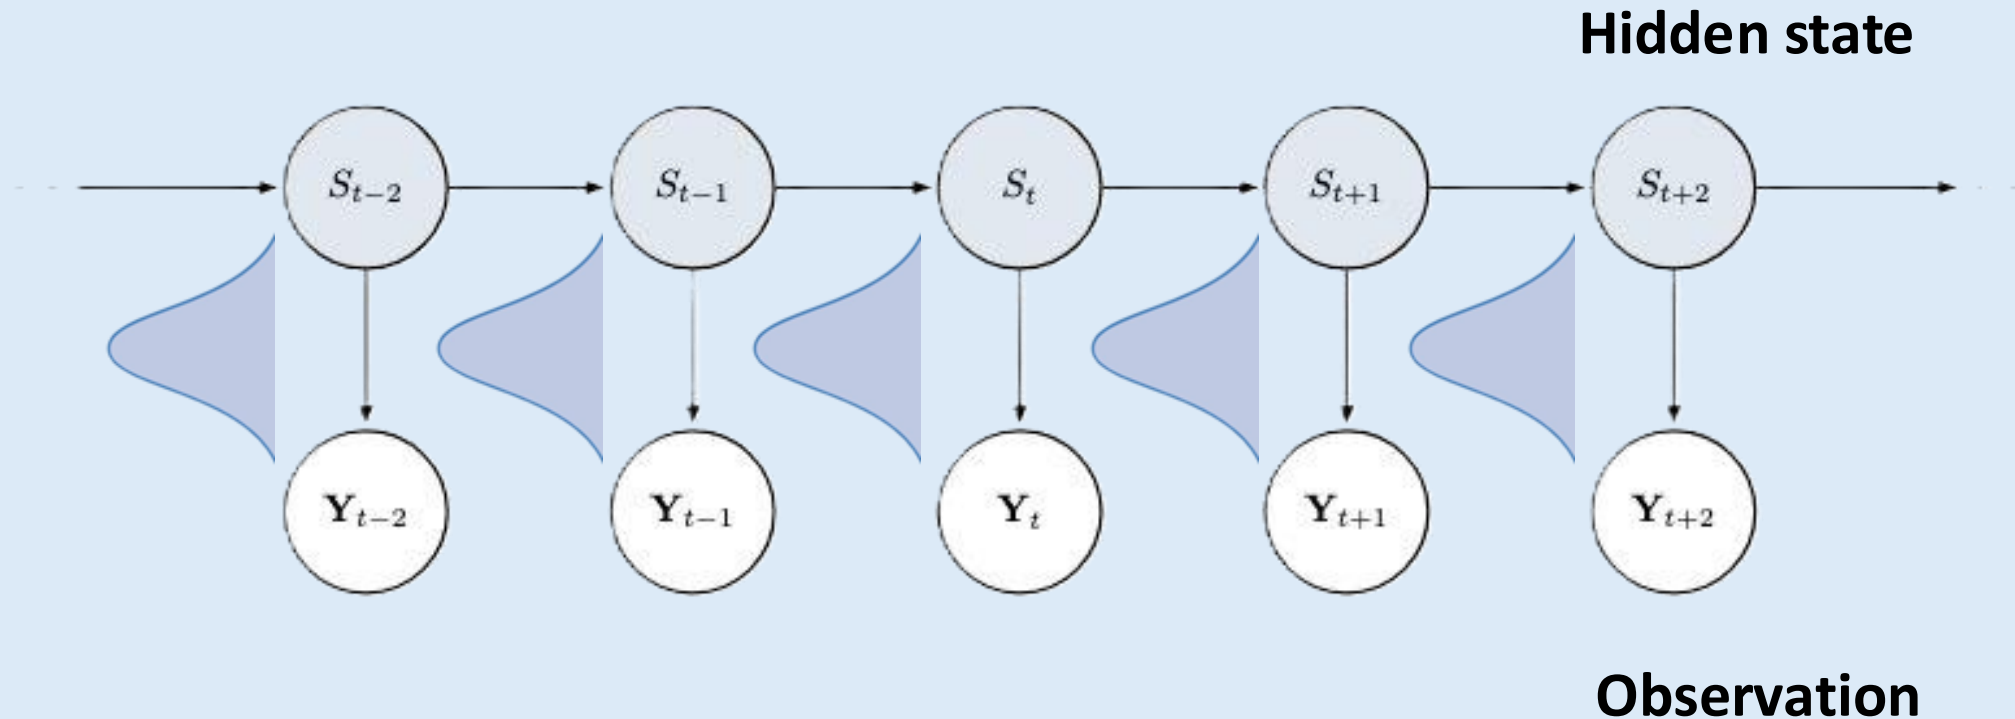 Hidden state
S_{t-2} S_{t-1} S_t S_{t+1} S_{t+2}
Y_{t-2} Y_{t-1} Y_t Y_{t+1} Y_{t+2}
Observation